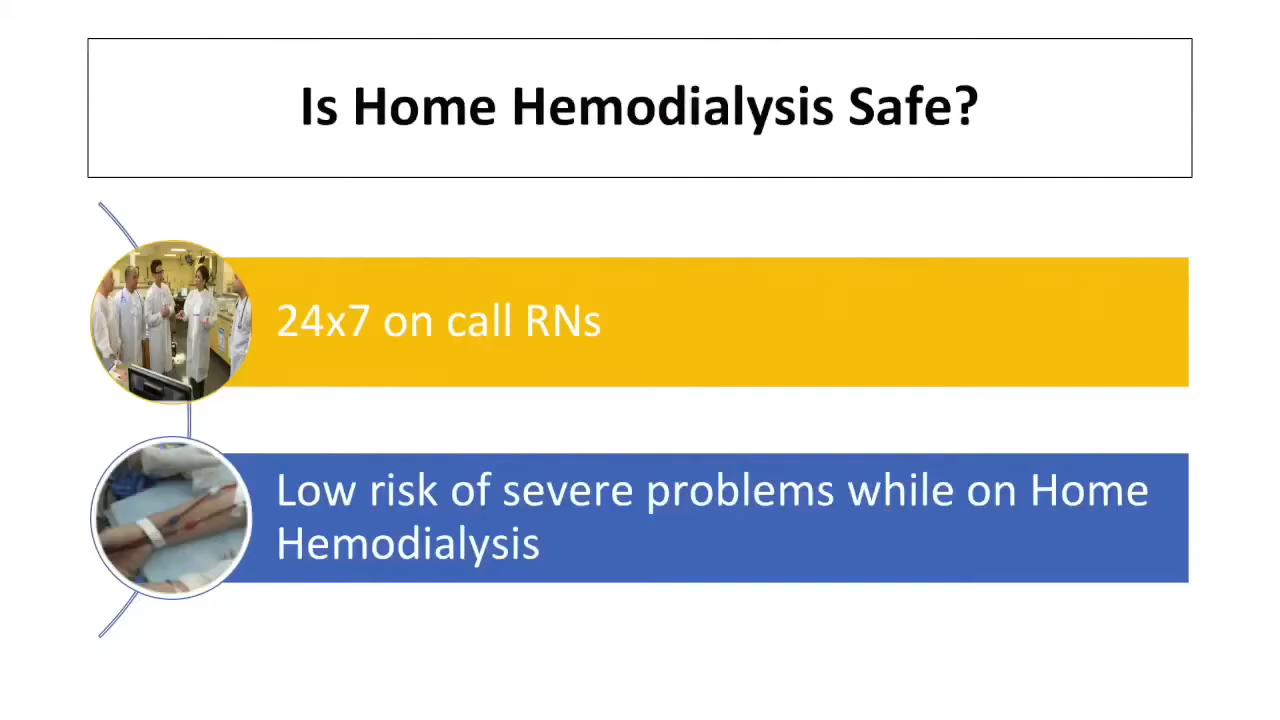 Is Home Hemodialysis Safe?
24x7 on call RNs
Low risk of severe problems while on Home
Hemodialysis